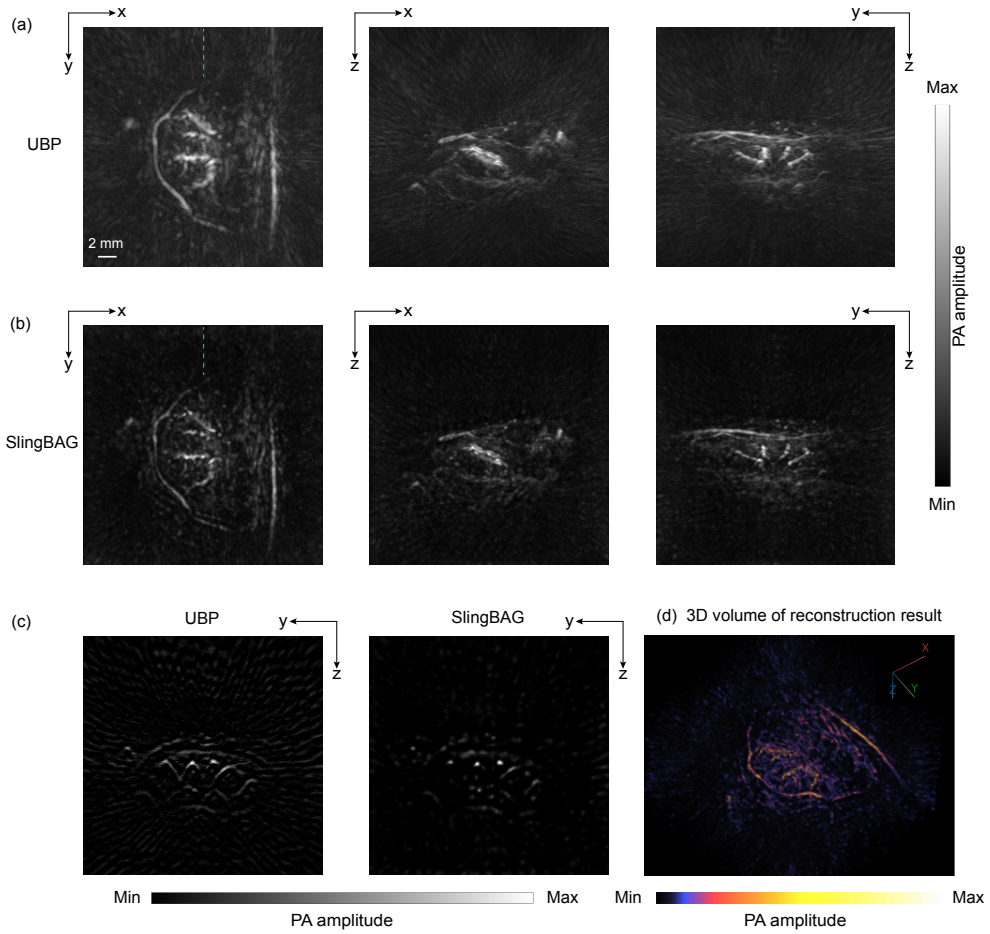 (a)
x
y
x
z
y
z
UBP
2 mm
Max
PA amplitude
Min
(b)
x
y
x
z
y
z
SlingBAG
(c)
UBP
y
z
SlingBAG
y
z
(d) 3D volume of reconstruction result
X
Z
Y
Min
Max
PA amplitude
Min
Max
PA amplitude